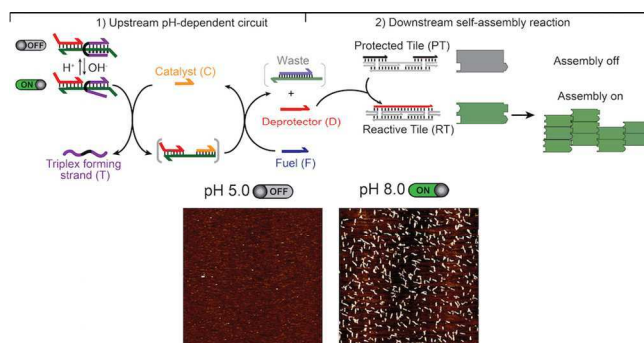 1) Upstream pH-dependent circuit
2) Downstream self-assembly reaction
OFF
H⁺ OH⁻
ON
Catalyst (C)
Waste
+
Deprotector (D)
Fuel (F)
Triplex forming
strand (T)
Protected Tile (PT)
Reactive Tile (RT)
Assembly off
Assembly on
pH 5.0 OFF
pH 8.0 ON